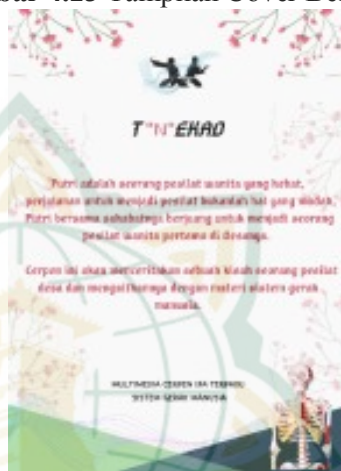 T "N" EKAD
Putri adalah seorang pesilat wanita yang hebat,
perjalanan untuk menjadi pesilat bukanlah hal yang mudah.
Putri bersama sahabatnya berjuang untuk menjadi seorang
pesilat wanita pertama di desanya.
Cerpen ini akan menceritakan sebuah kisah seorang pesilat
desa dan mengaitkannya dengan materi sistem gerak
manusia.
MULTIMEDIA CERPEN IPA TERPADU
SISTEM GERAK MANUSIA